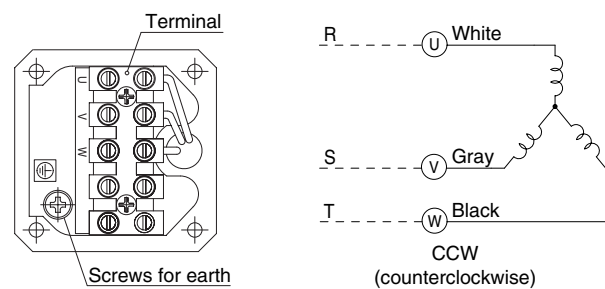 Terminal
U
V
W
Screws for earth
R
U
White
S
V
Gray
T
W
Black
CCW
(counterclockwise)